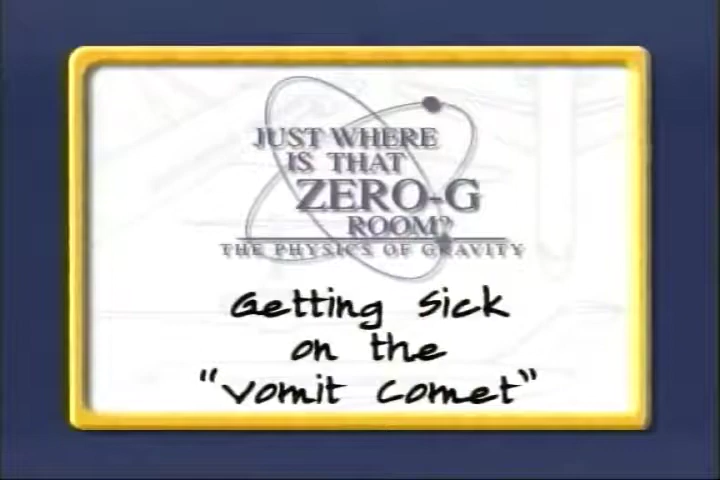 JUST WHERE
IS THAT
ZERO-G
ROOM?
THE PHYSICS OF GRAVITY
Getting Sick
on the
"Vomit Comet"